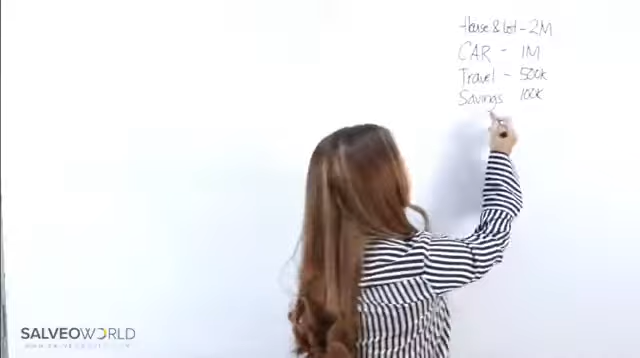 House & Lot - 2M
CAR - 1M
Travel - 500k
Savings 100k
SALVEOWORLD